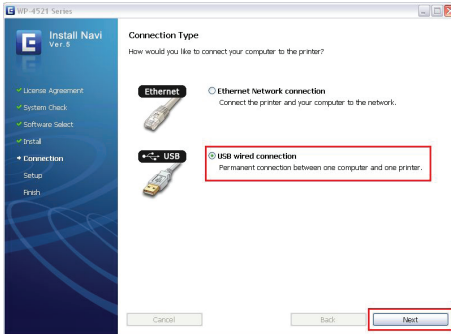 WP-4521 Series
Install Navi
Ver.5
License Agreement
System Check
Software Select
Install
Connection
Setup
Finish
Connection Type
How would you like to connect your computer to the printer?
Ethernet
Ethernet Network connection
Connect the printer and your computer to the network.
USB
USB wired connection
Permanent connection between one computer and one printer.
Cancel
Back
Next